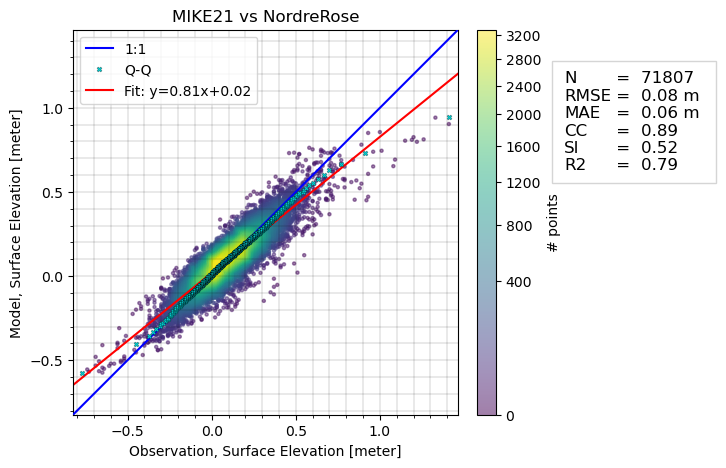 MIKE21 vs NordreRose
1:1
Q-Q
Fit: y=0.81x+0.02
Model, Surface Elevation [meter]
1.0
0.5
0.0
−0.5
−0.5
0.0
0.5
1.0
Observation, Surface Elevation [meter]
3200
2800
2400
2000
1600
1200
800
400
0
# points
N = 71807
RMSE = 0.08 m
MAE = 0.06 m
CC = 0.89
SI = 0.52
R2 = 0.79